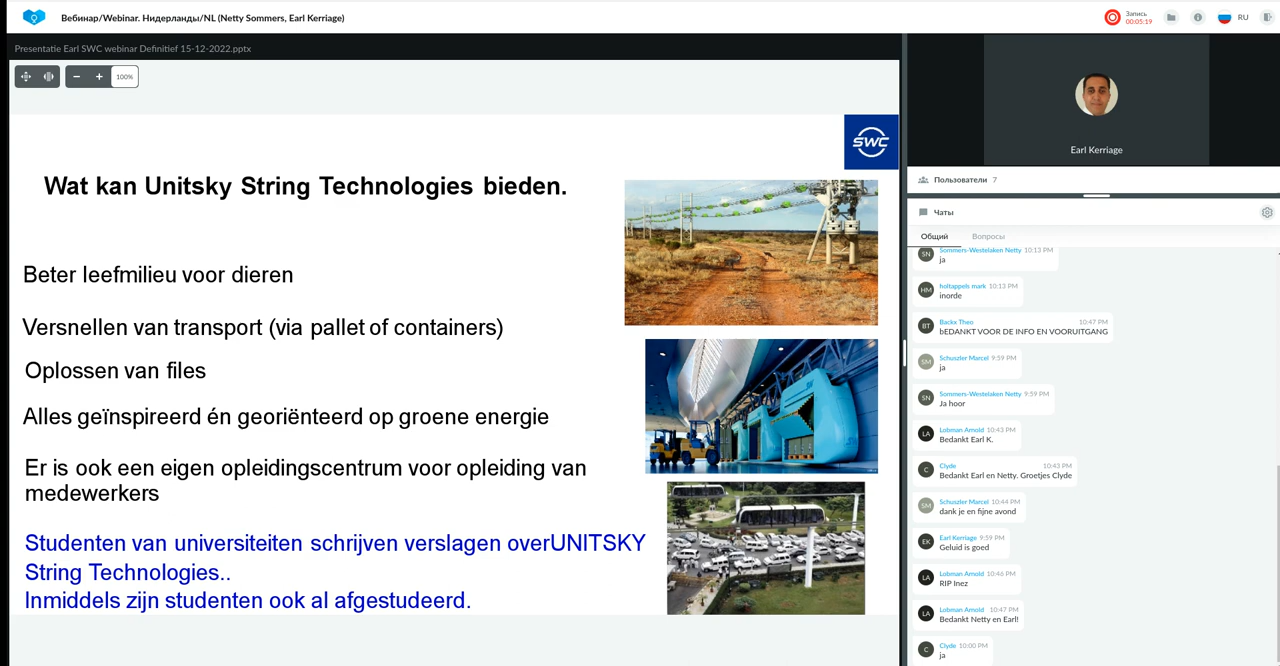 Вебинар/Webinar. Нидерланды/NL (Netty Sommers, Earl Kerriage)
Запись
00:05:19
RU
Presentatie Earl SWC webinar Definitief 15-12-2022.pptx
100%
SWC
Wat kan Unitsky String Technologies bieden.
Beter leefmilieu voor dieren
Versnellen van transport (via pallet of containers)
Oplossen van files
Alles geïnspireerd én georiënteerd op groene energie
Er is ook een eigen opleidingscentrum voor opleiding van
medewerkers
Studenten van universiteiten schrijven verslagen overUNITSKY
String Technologies..
Inmiddels zijn studenten ook al afgestudeerd.
Earl Kerriage
Пользователи 7
Чаты
Общий Вопросы
SN Sommers-Westelaken Netty 10:13 PM
ja
HM holtappels mark 10:13 PM
inorde
BT Backx Theo 10:47 PM
bEDANKT VOOR DE INFO EN VOORUITGANG
SM Schuszler Marcel 9:59 PM
ja
SN Sommers-Westelaken Netty 9:59 PM
Ja hoor
LA Lobman Arnold 10:43 PM
Bedankt Earl K.
C Clyde 10:43 PM
Bedankt Earl en Netty. Groetjes Clyde
SM Schuszler Marcel 10:44 PM
dank je en fijne avond
EK Earl Kerriage 9:59 PM
Geluid is goed
LA Lobman Arnold 10:46 PM
RIP Inez
LA Lobman Arnold 10:47 PM
Bedankt Netty en Earl!
C Clyde 10:00 PM
ja